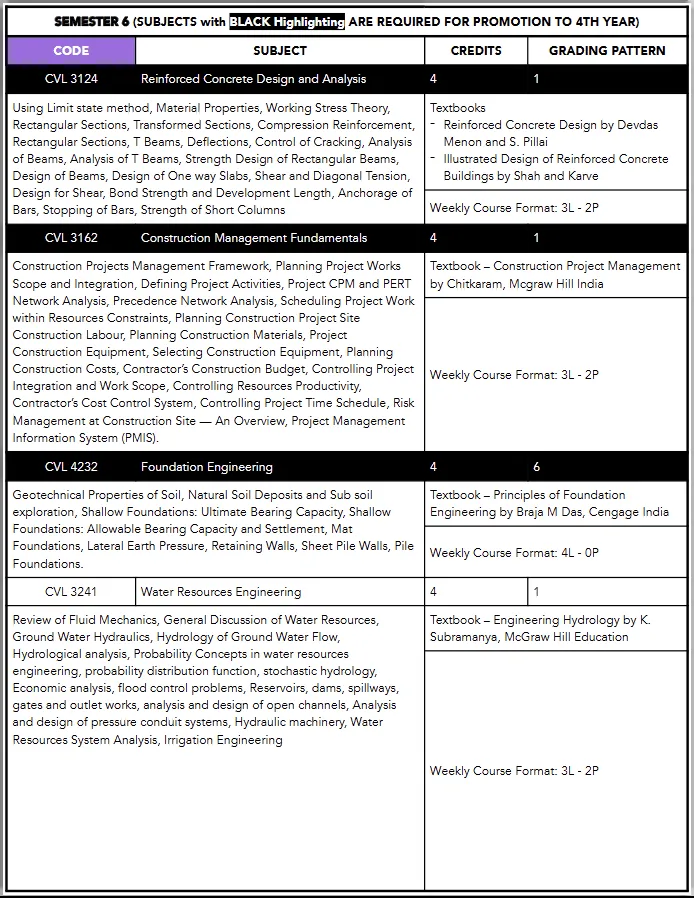 SEMESTER 6 (SUBJECTS with BLACK Highlighting ARE REQUIRED FOR PROMOTION TO 4TH YEAR)
CODE SUBJECT CREDITS GRADING PATTERN
CVL 3124 Reinforced Concrete Design and Analysis 4 1
Using Limit state method, Material Properties, Working Stress Theory,
Rectangular Sections, Transformed Sections, Compression Reinforcement,
Rectangular Sections, T Beams, Deflections, Control of Cracking, Analysis
of Beams, Analysis of T Beams, Strength Design of Rectangular Beams,
Design of Beams, Design of One way Slabs, Shear and Diagonal Tension,
Design for Shear, Bond Strength and Development Length, Anchorage of
Bars, Stopping of Bars, Strength of Short Columns
Textbooks
- Reinforced Concrete Design by Devdas
Menon and S. Pillai
- Illustrated Design of Reinforced Concrete
Buildings by Shah and Karve
Weekly Course Format: 3L - 2P
CVL 3162 Construction Management Fundamentals 4 1
Construction Projects Management Framework, Planning Project Works
Scope and Integration, Defining Project Activities, Project CPM and PERT
Network Analysis, Precedence Network Analysis, Scheduling Project Work
within Resources Constraints, Planning Construction Project Site
Construction Labour, Planning Construction Materials, Project
Construction Equipment, Selecting Construction Equipment, Planning
Construction Costs, Contractor's Construction Budget, Controlling Project
Integration and Work Scope, Controlling Resources Productivity,
Contractor's Cost Control System, Controlling Project Time Schedule, Risk
Management at Construction Site — An Overview, Project Management
Information System (PMIS).
Textbook – Construction Project Management
by Chitkaram, Mcgraw Hill India
Weekly Course Format: 3L - 2P
CVL 4232 Foundation Engineering 4 6
Geotechnical Properties of Soil, Natural Soil Deposits and Sub soil
exploration, Shallow Foundations: Ultimate Bearing Capacity, Shallow
Foundations: Allowable Bearing Capacity and Settlement, Mat
Foundations, Lateral Earth Pressure, Retaining Walls, Sheet Pile Walls, Pile
Foundations.
Textbook – Principles of Foundation
Engineering by Braja M Das, Cengage India
Weekly Course Format: 4L - 0P
CVL 3241 Water Resources Engineering 4 1
Review of Fluid Mechanics, General Discussion of Water Resources,
Ground Water Hydraulics, Hydrology of Ground Water Flow,
Hydrological analysis, Probability Concepts in water resources
engineering, probability distribution function, stochastic hydrology,
Economic analysis, flood control problems, Reservoirs, dams, spillways,
gates and outlet works, analysis and design of open channels, Analysis
and design of pressure conduit systems, Hydraulic machinery, Water
Resources System Analysis, Irrigation Engineering
Textbook – Engineering Hydrology by K.
Subramanya, McGraw Hill Education
Weekly Course Format: 3L - 2P